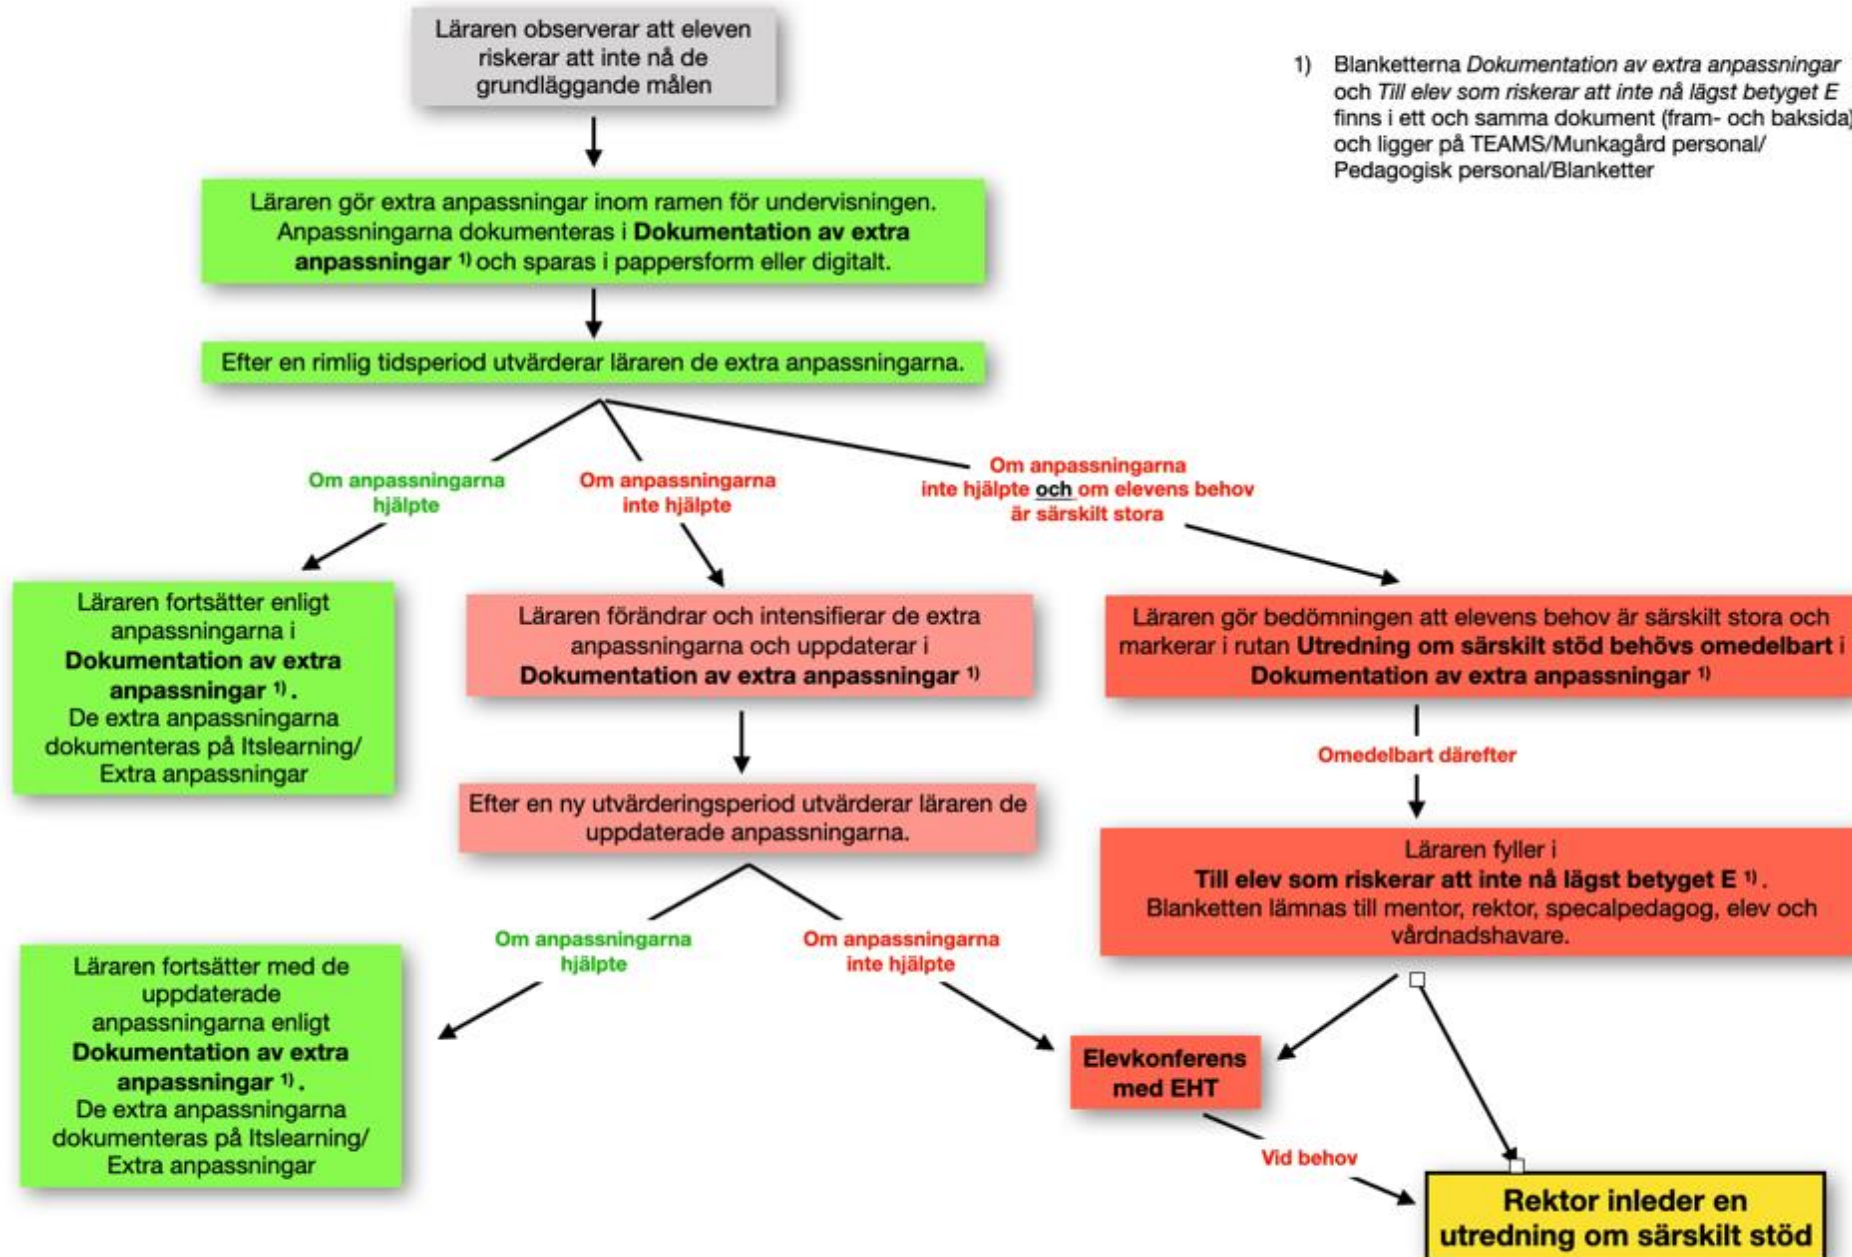 Läraren observerar att eleven
riskerar att inte nå de
grundläggande målen
1) Blanketterna Dokumentation av extra anpassningar
och Till elev som riskerar att inte nå lägst betyget E
finns i ett och samma dokument (fram- och baksida)
och ligger på TEAMS/Munkagård personal/
Pedagogisk personal/Blanketter
Läraren gör extra anpassningar inom ramen för undervisningen.
Anpassningarna dokumenteras i Dokumentation av extra
anpassningar 1) och sparas i pappersform eller digitalt.
Efter en rimlig tidsperiod utvärderar läraren de extra anpassningarna.
Om anpassningarna
hjälpte
Om anpassningarna
inte hjälpte
Om anpassningarna
inte hjälpte och om elevens behov
är särskilt stora
Läraren fortsätter enligt
anpassningarna i
Dokumentation av extra
anpassningar 1).
De extra anpassningarna
dokumenteras på Itslearning/
Extra anpassningar
Läraren förändrar och intensifierar de extra
anpassningarna och uppdaterar i
Dokumentation av extra anpassningar 1)
Läraren gör bedömningen att elevens behov är särskilt stora och
markerar i rutan Utredning om särskilt stöd behövs omedelbart i
Dokumentation av extra anpassningar 1)
Omedelbart därefter
Efter en ny utvärderingsperiod utvärderar läraren de
uppdaterade anpassningarna.
Läraren fyller i
Till elev som riskerar att inte nå lägst betyget E 1).
Blanketten lämnas till mentor, rektor, specalpedagog, elev och
vårdnadshavare.
Om anpassningarna
hjälpte
Om anpassningarna
inte hjälpte
Läraren fortsätter med de
uppdaterade
anpassningarna enligt
Dokumentation av extra
anpassningar 1).
De extra anpassningarna
dokumenteras på Itslearning/
Extra anpassningar
Elevkonferens
med EHT
Vid behov
Rektor inleder en
utredning om särskilt stöd